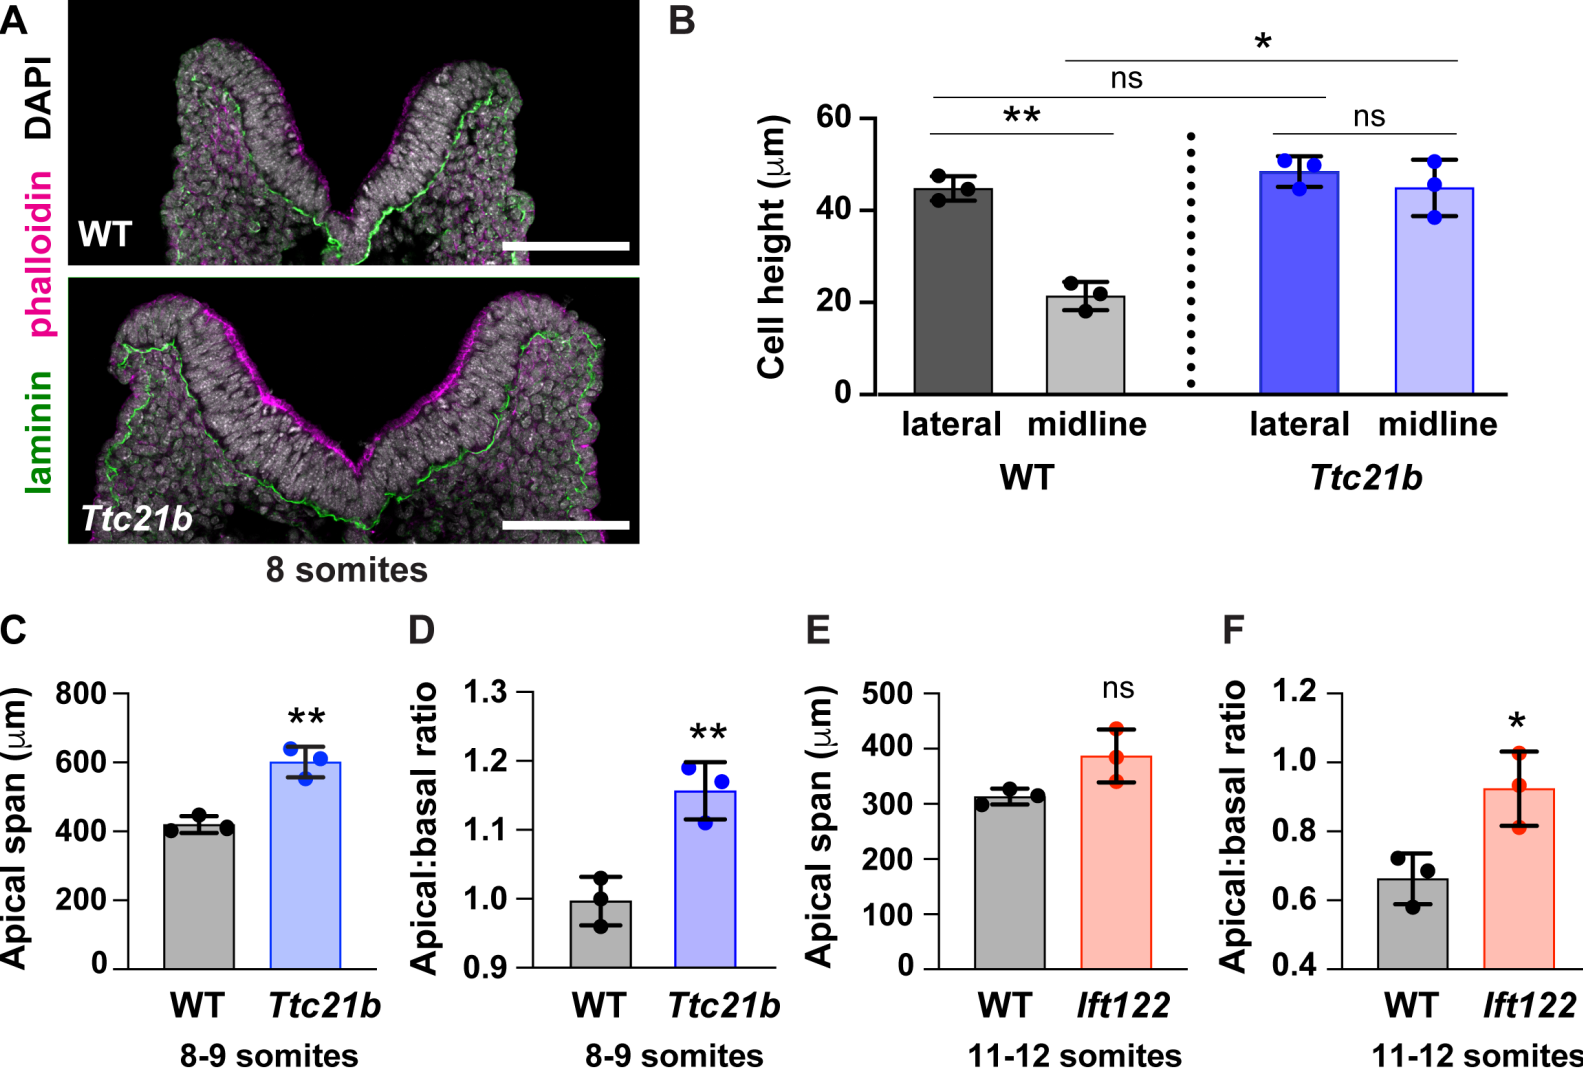 A
laminin phalloidin DAPI
WT
Ttc21b
8 somites
B
*
ns
**
ns
Cell height (μm)
60
40
20
0
lateral midline lateral midline
WT Ttc21b
C
Apical span (μm)
800
600
400
200
0
**
WT Ttc21b
8-9 somites
D
Apical:basal ratio
1.3
1.2
1.1
1.0
0.9
**
WT Ttc21b
8-9 somites
E
Apical span (μm)
500
400
300
200
100
0
ns
WT Ift122
11-12 somites
F
Apical:basal ratio
1.2
1.0
0.8
0.6
0.4
*
WT Ift122
11-12 somites